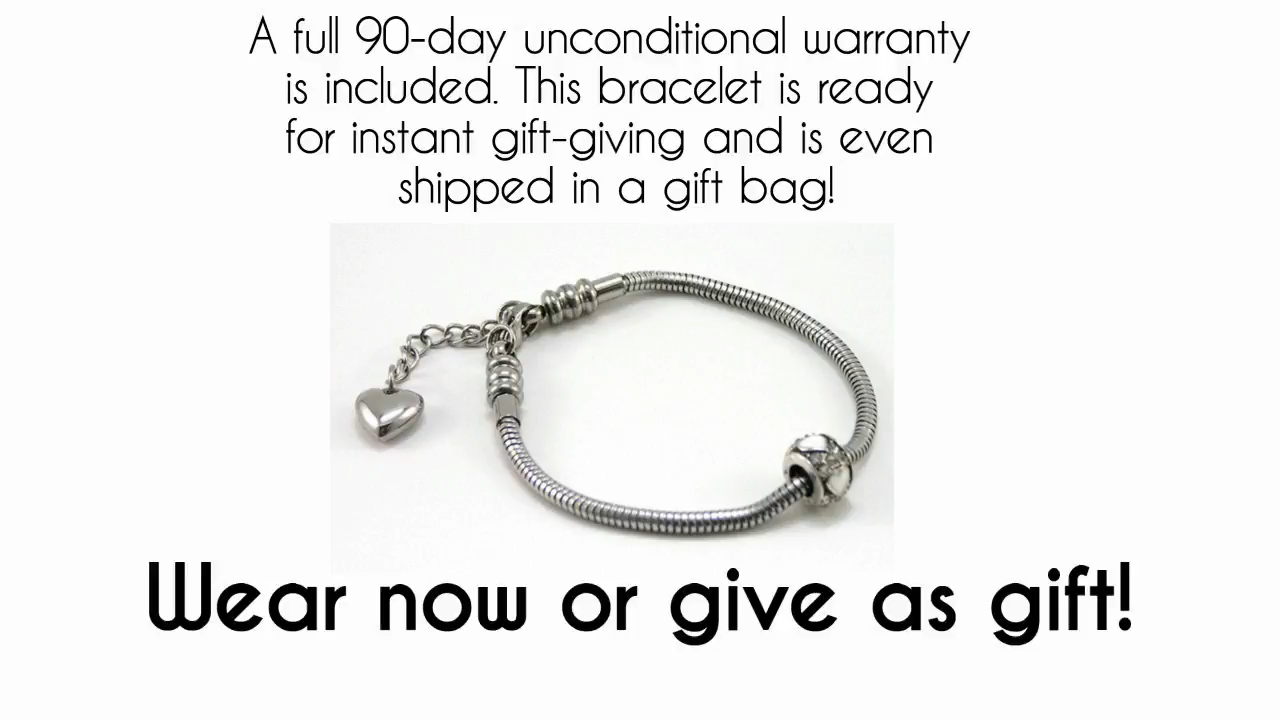 A full 90-day unconditional warranty
is included. This bracelet is ready
for instant gift-giving and is even
shipped in a gift bag!
Wear now or give as gift!